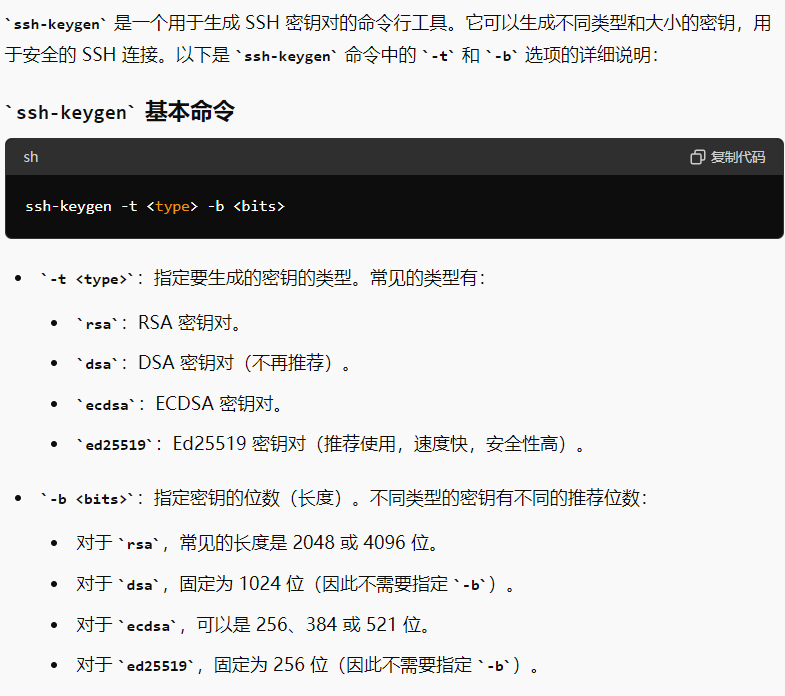 `ssh-keygen` 是一个用于生成 SSH 密钥对的命令行工具。它可以生成不同类型和大小的密钥，用
于安全的 SSH 连接。以下是 `ssh-keygen` 命令中的 `-t` 和 `-b` 选项的详细说明：
`ssh-keygen` 基本命令
sh 复制代码
ssh-keygen -t <type> -b <bits>
• `-t <type>`：指定要生成的密钥的类型。常见的类型有：
• `rsa`：RSA 密钥对。
• `dsa`：DSA 密钥对（不再推荐）。
• `ecdsa`：ECDSA 密钥对。
• `ed25519`：Ed25519 密钥对（推荐使用，速度快，安全性高）。
• `-b <bits>`：指定密钥的位数（长度）。不同类型的密钥有不同的推荐位数：
• 对于 `rsa`，常见的长度是 2048 或 4096 位。
• 对于 `dsa`，固定为 1024 位（因此不需要指定 `-b`）。
• 对于 `ecdsa`，可以是 256、384 或 521 位。
• 对于 `ed25519`，固定为 256 位（因此不需要指定 `-b`）。